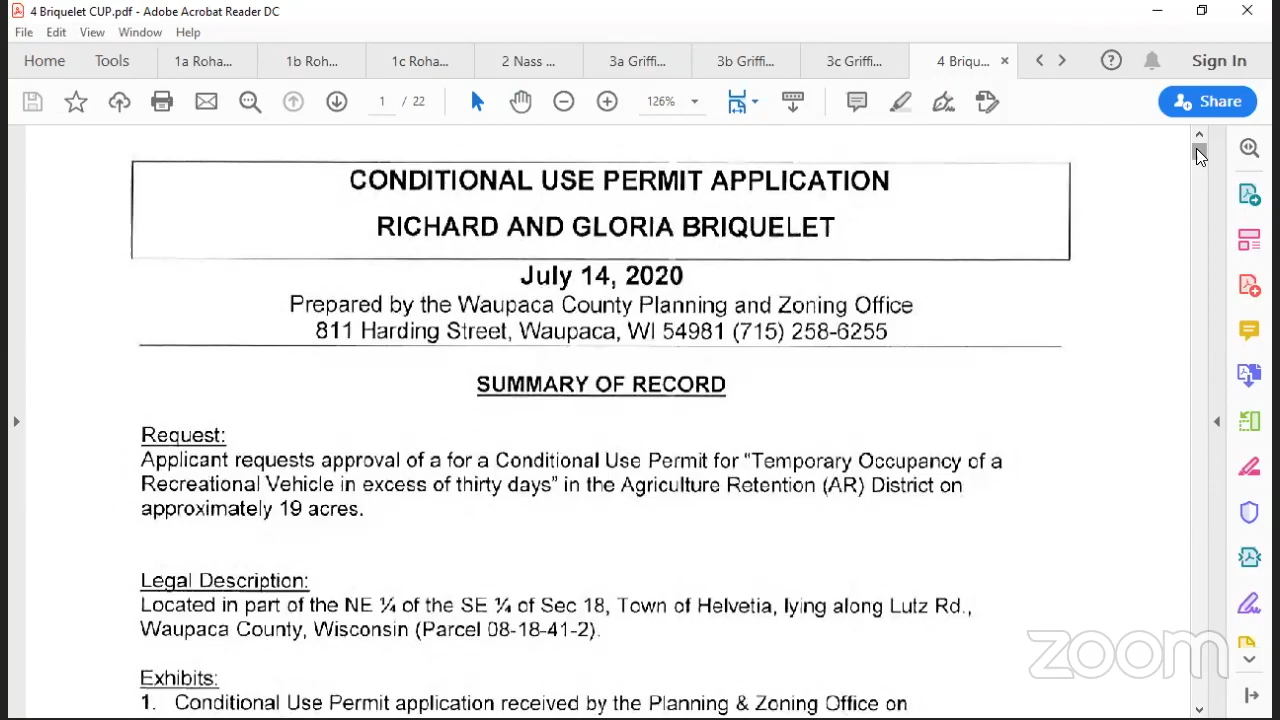 4 Briquelet CUP.pdf - Adobe Acrobat Reader DC
File Edit View Window Help
Home Tools 1a Roha... 1b Roh... 1c Roha... 2 Nass ... 3a Griffi... 3b Griffi... 3c Griffi... 4 Briqu... × Sign In
1 / 22 126% Share
CONDITIONAL USE PERMIT APPLICATION
RICHARD AND GLORIA BRIQUELET
July 14, 2020
Prepared by the Waupaca County Planning and Zoning Office
811 Harding Street, Waupaca, WI 54981 (715) 258-6255
SUMMARY OF RECORD
Request:
Applicant requests approval of a for a Conditional Use Permit for “Temporary Occupancy of a
Recreational Vehicle in excess of thirty days” in the Agriculture Retention (AR) District on
approximately 19 acres.
Legal Description:
Located in part of the NE ¼ of the SE ¼ of Sec 18, Town of Helvetia, lying along Lutz Rd.,
Waupaca County, Wisconsin (Parcel 08-18-41-2).
zoom
Exhibits:
1. Conditional Use Permit application received by the Planning & Zoning Office on